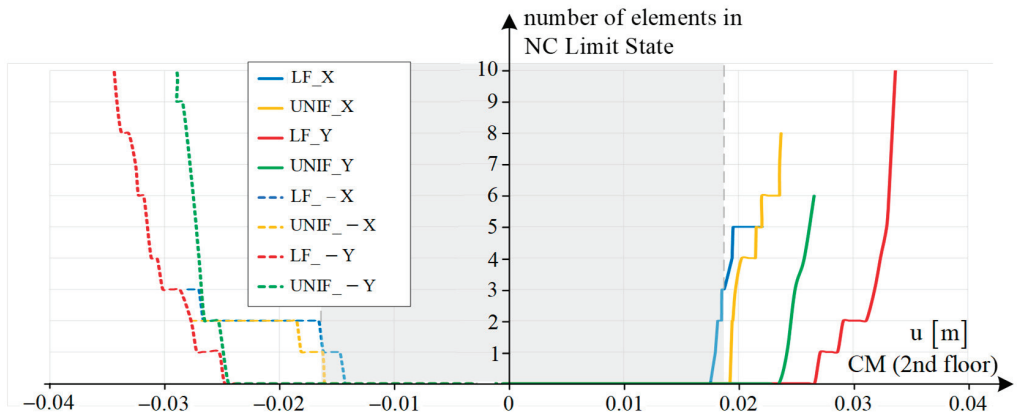 number of elements in
NC Limit State
10
9
8
7
6
5
4
3
2
1
LF_X
UNIF_X
LF_Y
UNIF_Y
LF_ – X
UNIF_ – X
LF_ – Y
UNIF_ – Y
u [m]
CM (2nd floor)
−0.04 −0.03 −0.02 −0.01 0 0.01 0.02 0.03 0.04